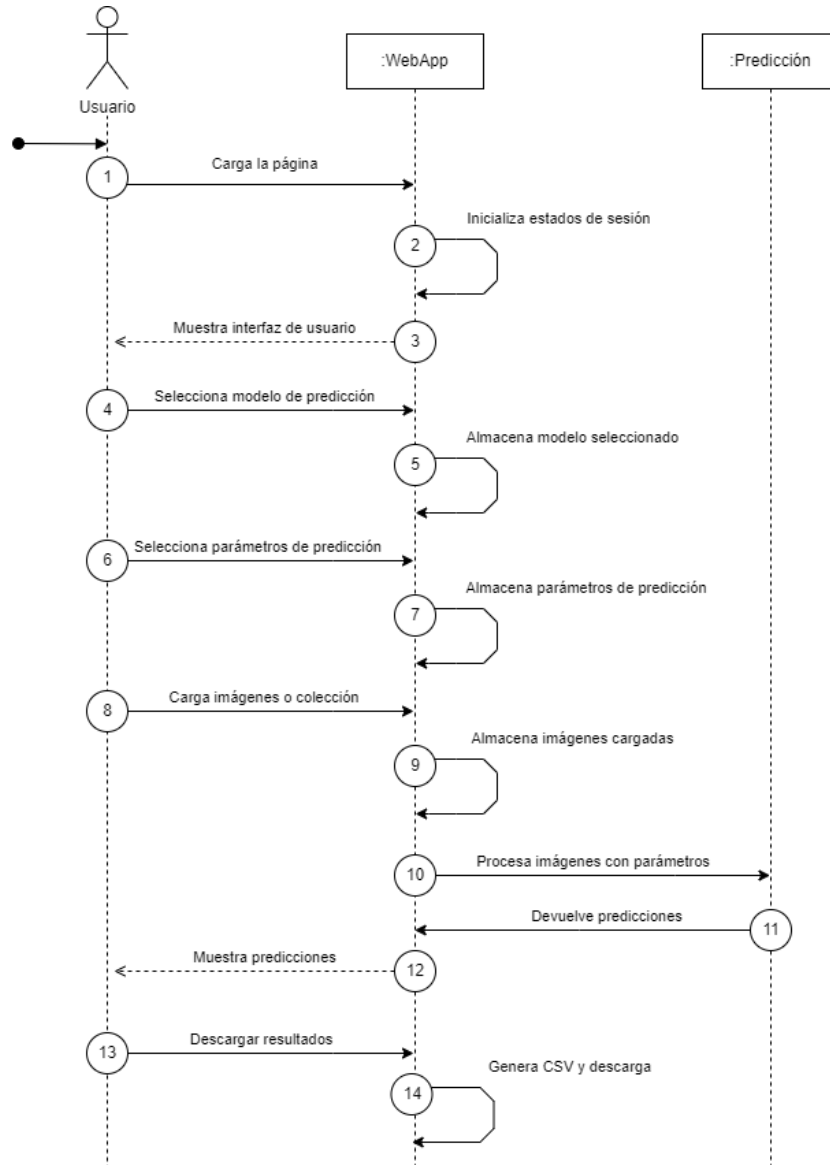 :WebApp
:Predicción
Usuario
Carga la página
1
Inicializa estados de sesión
2
Muestra interfaz de usuario
3
Selecciona modelo de predicción
4
Almacena modelo seleccionado
5
Selecciona parámetros de predicción
6
Almacena parámetros de predicción
7
Carga imágenes o colección
8
Almacena imágenes cargadas
9
Procesa imágenes con parámetros
10
Devuelve predicciones
11
Muestra predicciones
12
Descargar resultados
13
Genera CSV y descarga
14